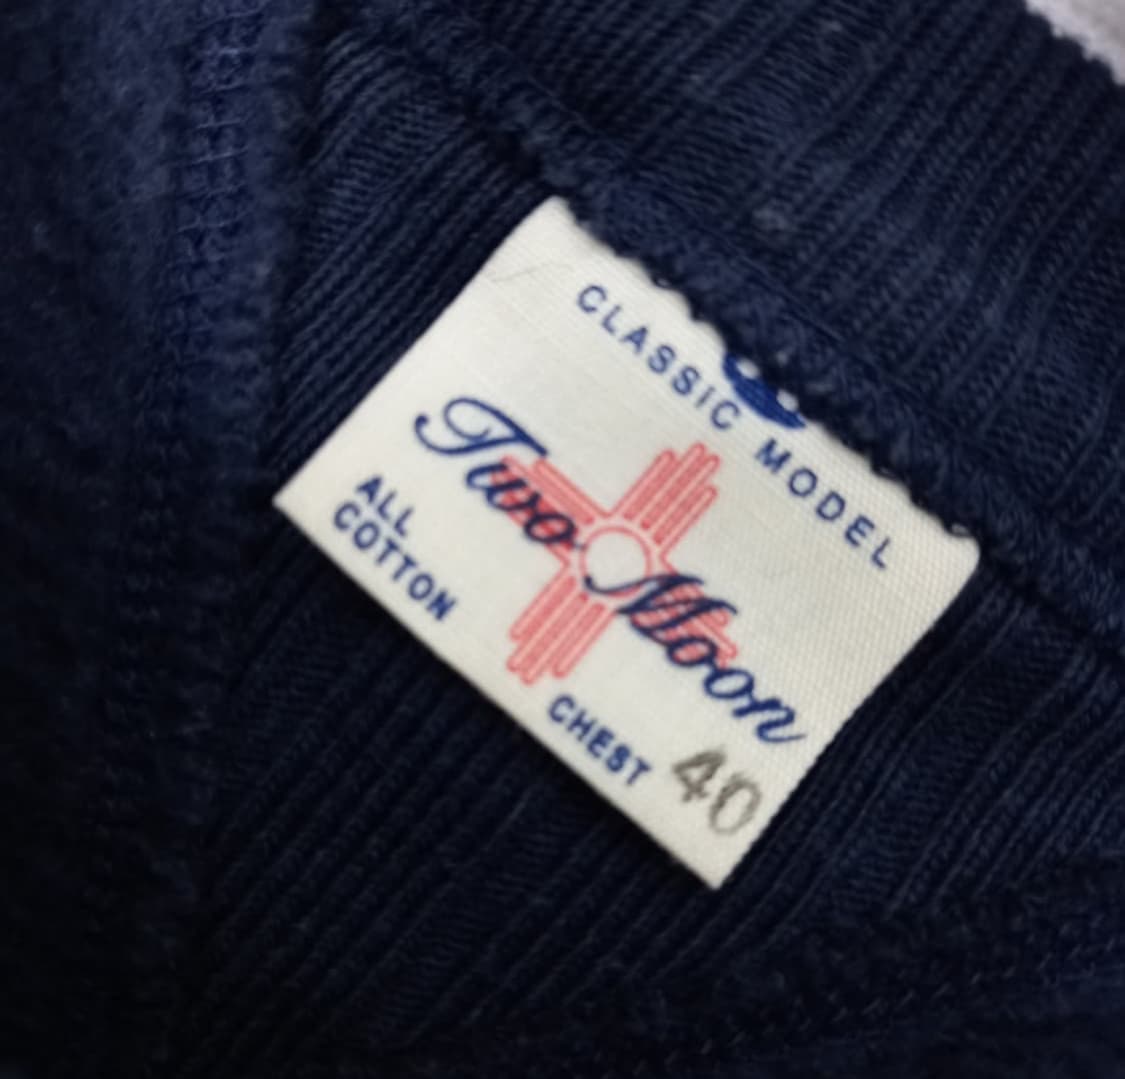 CLASSIC MODEL
Two Moon
ALL
COTTON
CHEST 40